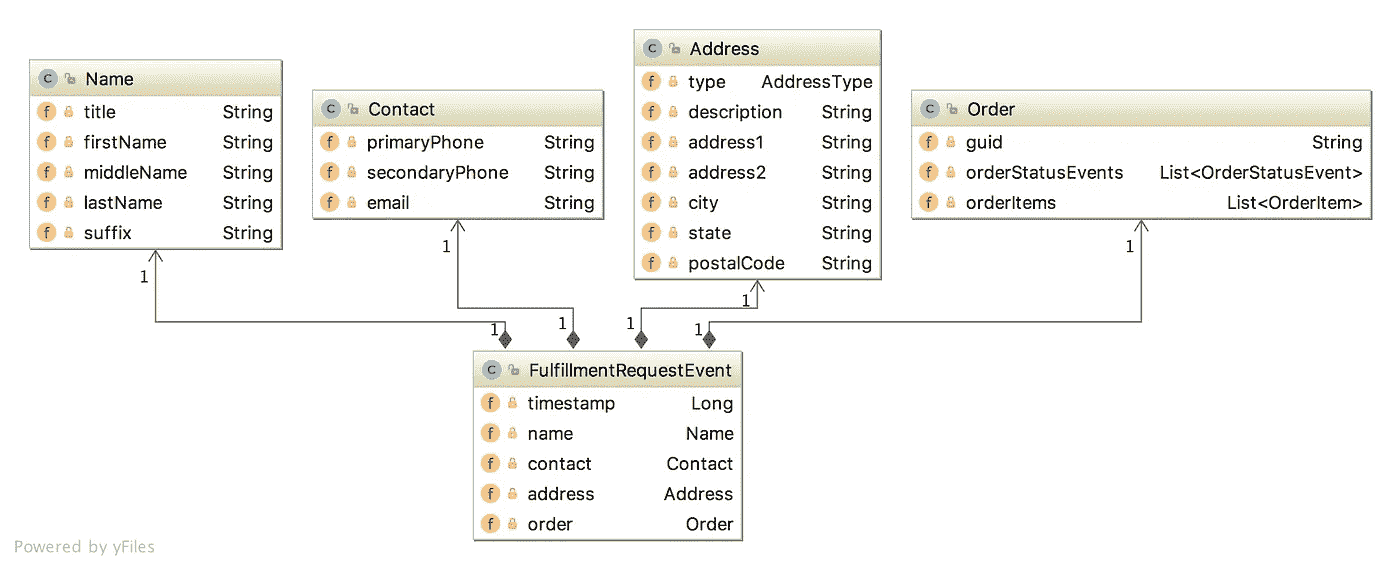 C Name
f title String
f firstName String
f middleName String
f lastName String
f suffix String
C Contact
f primaryPhone String
f secondaryPhone String
f email String
C Address
f type AddressType
f description String
f address1 String
f address2 String
f city String
f state String
f postalCode String
C Order
f guid String
f orderStatusEvents List<OrderStatusEvent>
f orderItems List<OrderItem>
1
1
1
1
1
1
1
1
C FulfillmentRequestEvent
f timestamp Long
f name Name
f contact Contact
f address Address
f order Order
Powered by yFiles